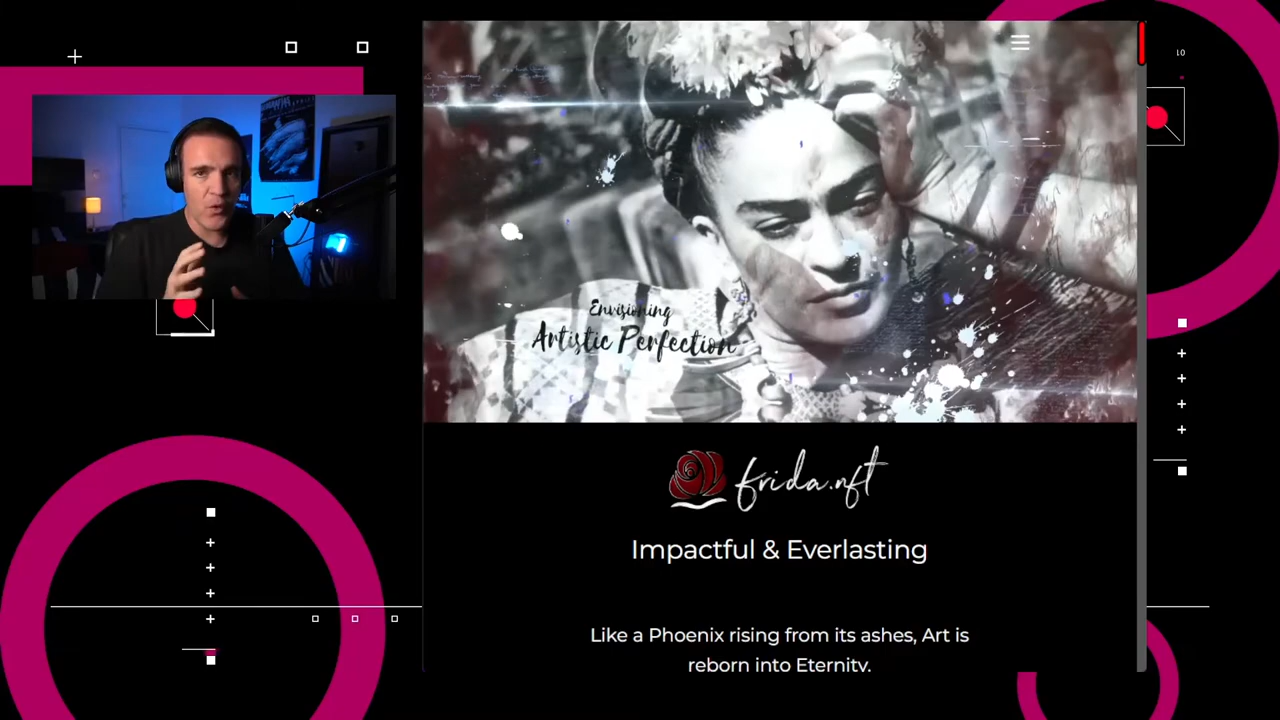 Envisioning
Artistic Perfection
frida.nft
Impactful & Everlasting
Like a Phoenix rising from its ashes, Art is
reborn into Eternity.